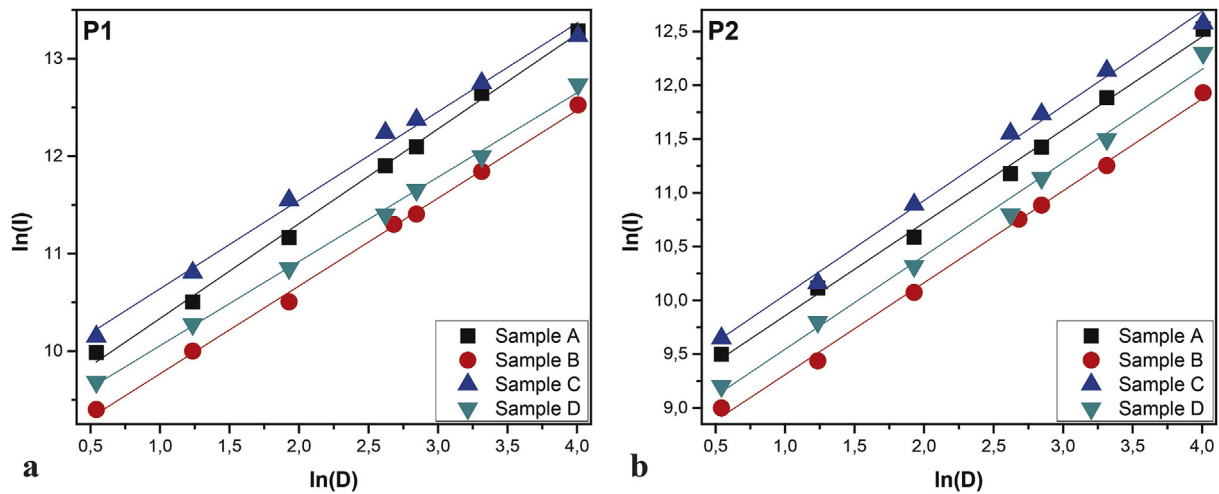 P1
13
12
11
10
ln(I)
Sample A
Sample B
Sample C
Sample D
0,5 1,0 1,5 2,0 2,5 3,0 3,5 4,0
ln(D)
a
P2
12,5
12,0
11,5
11,0
10,5
10,0
9,5
9,0
ln(I)
Sample A
Sample B
Sample C
Sample D
0,5 1,0 1,5 2,0 2,5 3,0 3,5 4,0
ln(D)
b